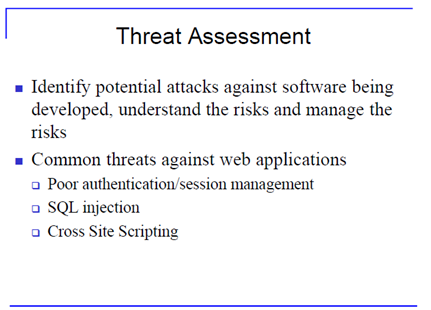 Threat Assessment
Identify potential attacks against software being
developed, understand the risks and manage the
risks
Common threats against web applications
Poor authentication/session management
SQL injection
Cross Site Scripting